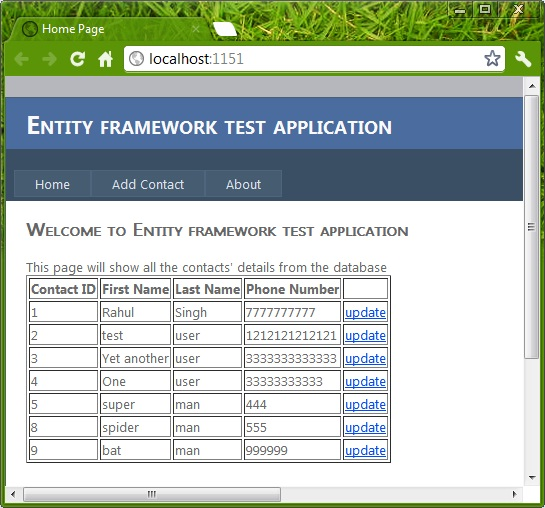 Home Page
localhost:1151
Entity framework test application
Home Add Contact About
Welcome to Entity framework test application
This page will show all the contacts' details from the database
Contact ID First Name Last Name Phone Number
1 Rahul Singh 7777777777 update
2 test user 1212121212121 update
3 Yet another user 3333333333333 update
4 One user 33333333333 update
5 super man 444 update
8 spider man 555 update
9 bat man 999999 update